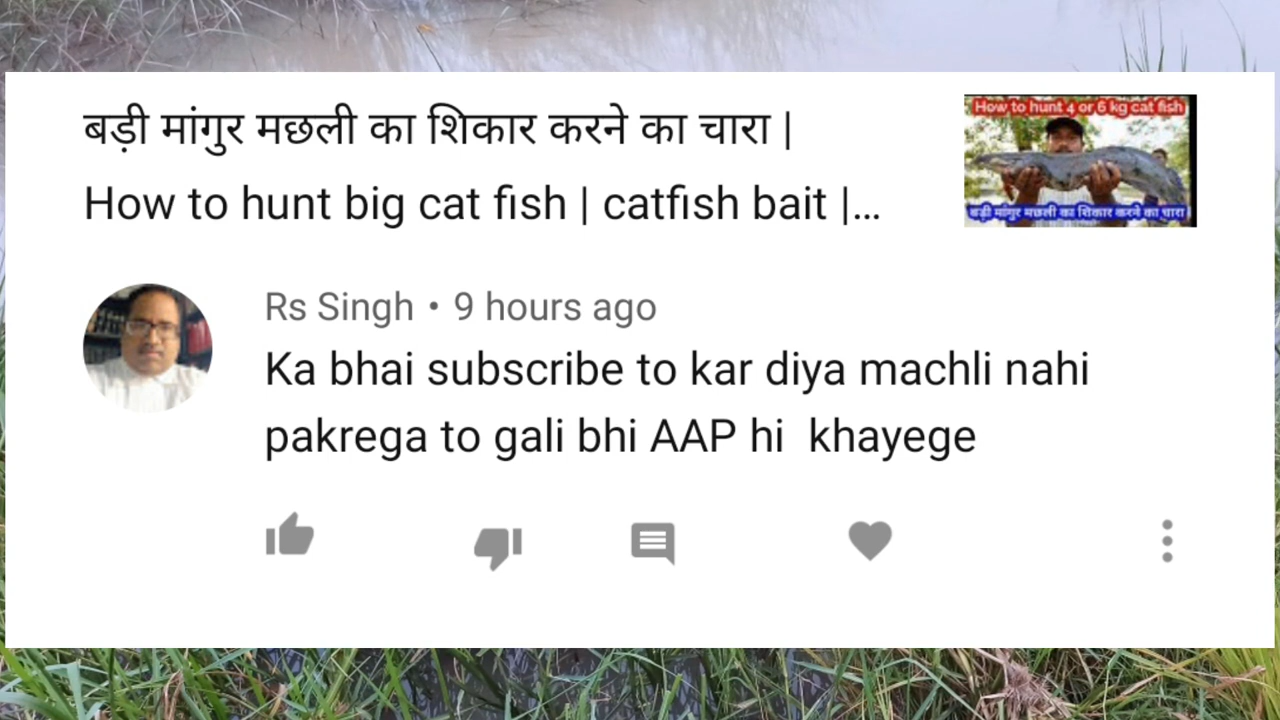 बड़ी मांगुर मछली का शिकार करने का चारा |
How to hunt big cat fish | catfish bait |...
How to hunt 4 or 6 kg cat fish
बड़ी मांगुर मछली का शिकार करने का चारा
Rs Singh • 9 hours ago
Ka bhai subscribe to kar diya machli nahi
pakrega to gali bhi AAP hi khayege